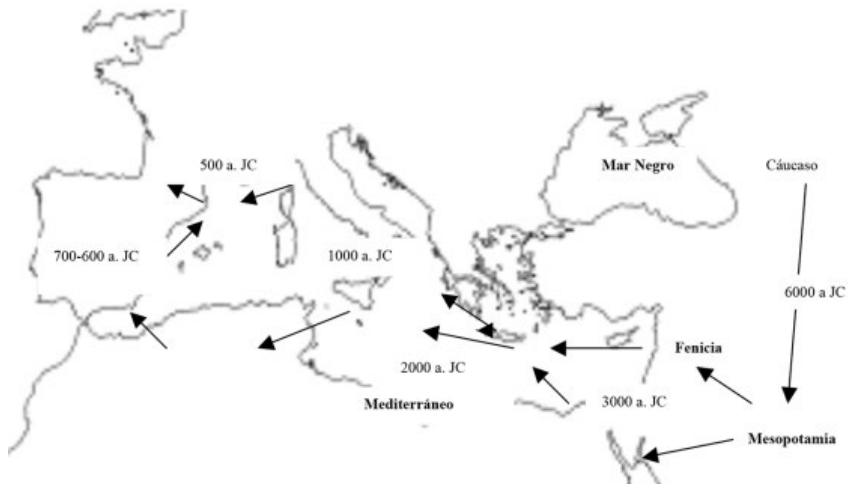 500 a. JC
Mar Negro
Cáucaso
700-600 a. JC
1000 a. JC
6000 a JC
Fenicia
2000 a. JC
Mediterráneo
3000 a. JC
Mesopotamia